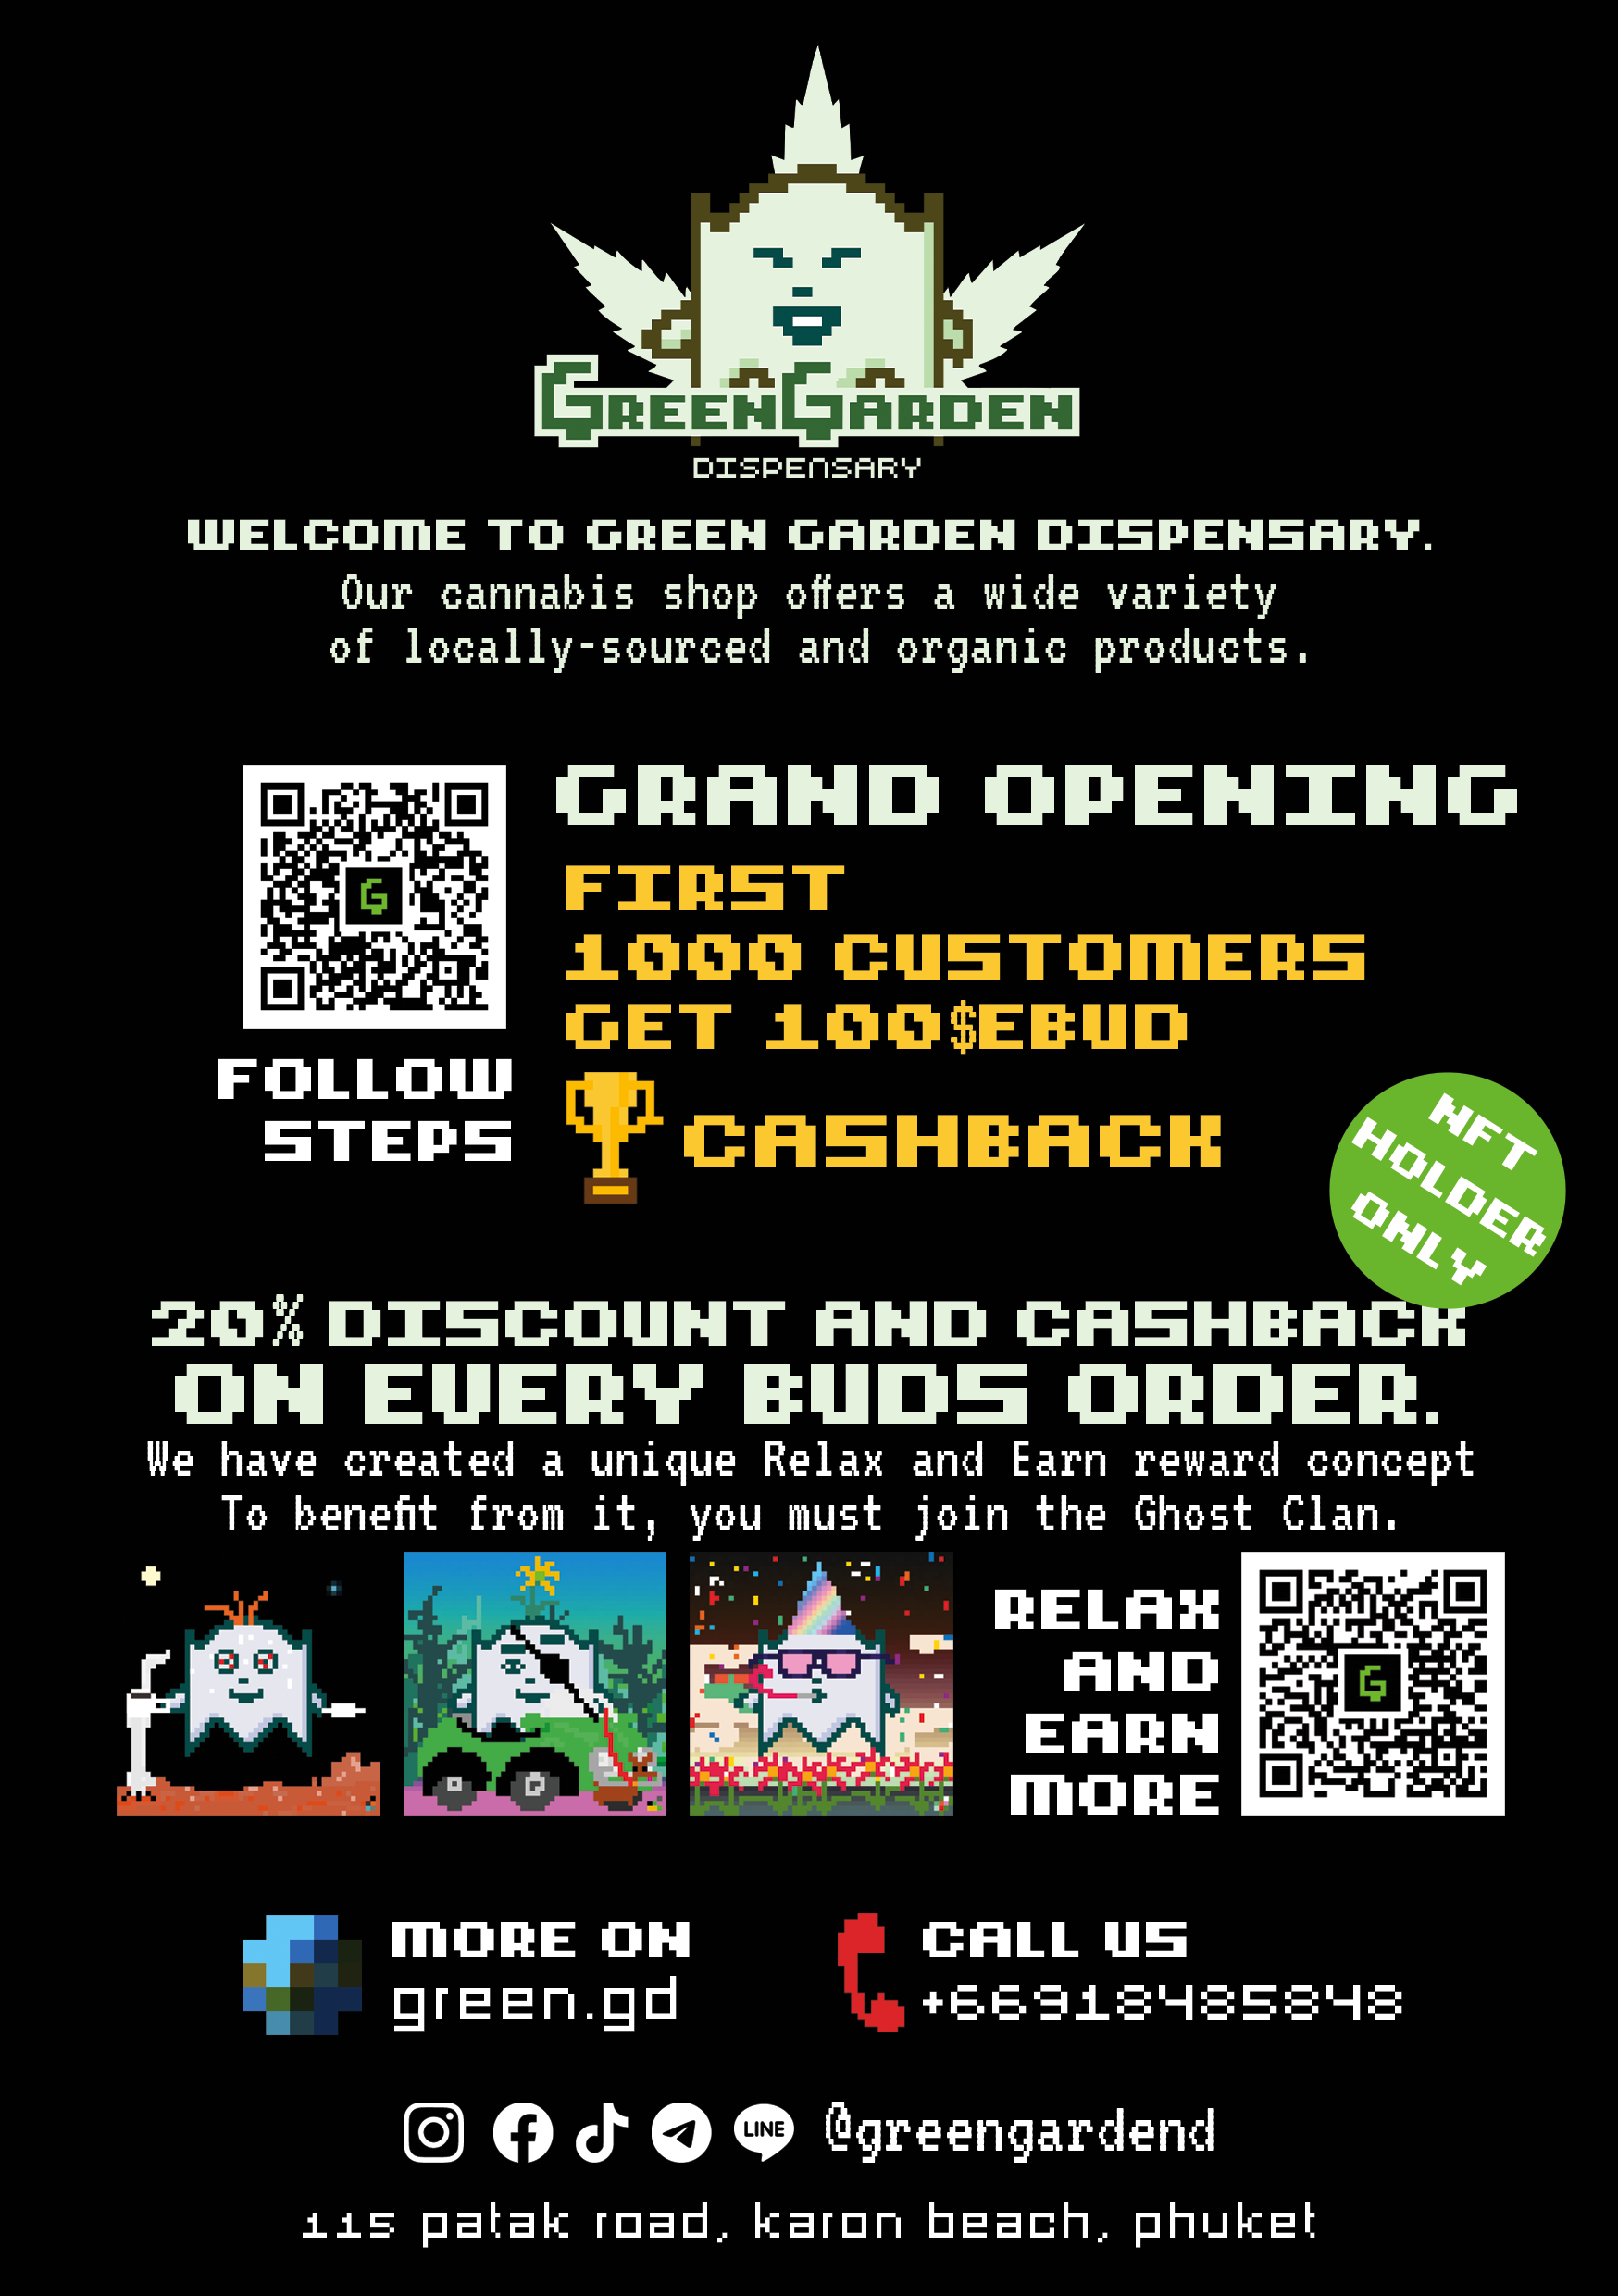 GREENGARDEN
DISPENSARY
WELCOME TO GREEN GARDEN DISPENSARY.
Our cannabis shop offers a wide variety
of locally-sourced and organic products.
G
GRAND OPENING
FIRST
1000 CUSTOMERS
GET 100$EBUD
CASHBACK
FOLLOW
STEPS
NFT
HOLDER
ONLY
20% DISCOUNT AND CASHBACK
ON EVERY BUDS ORDER.
We have created a unique Relax and Earn reward concept
To benefit from it, you must join the Ghost Clan.
RELAX
AND
EARN
MORE
G
MORE ON
green.gd
CALL US
+66918485848
LINE @greengardend
115 patak road, karon beach, phuket